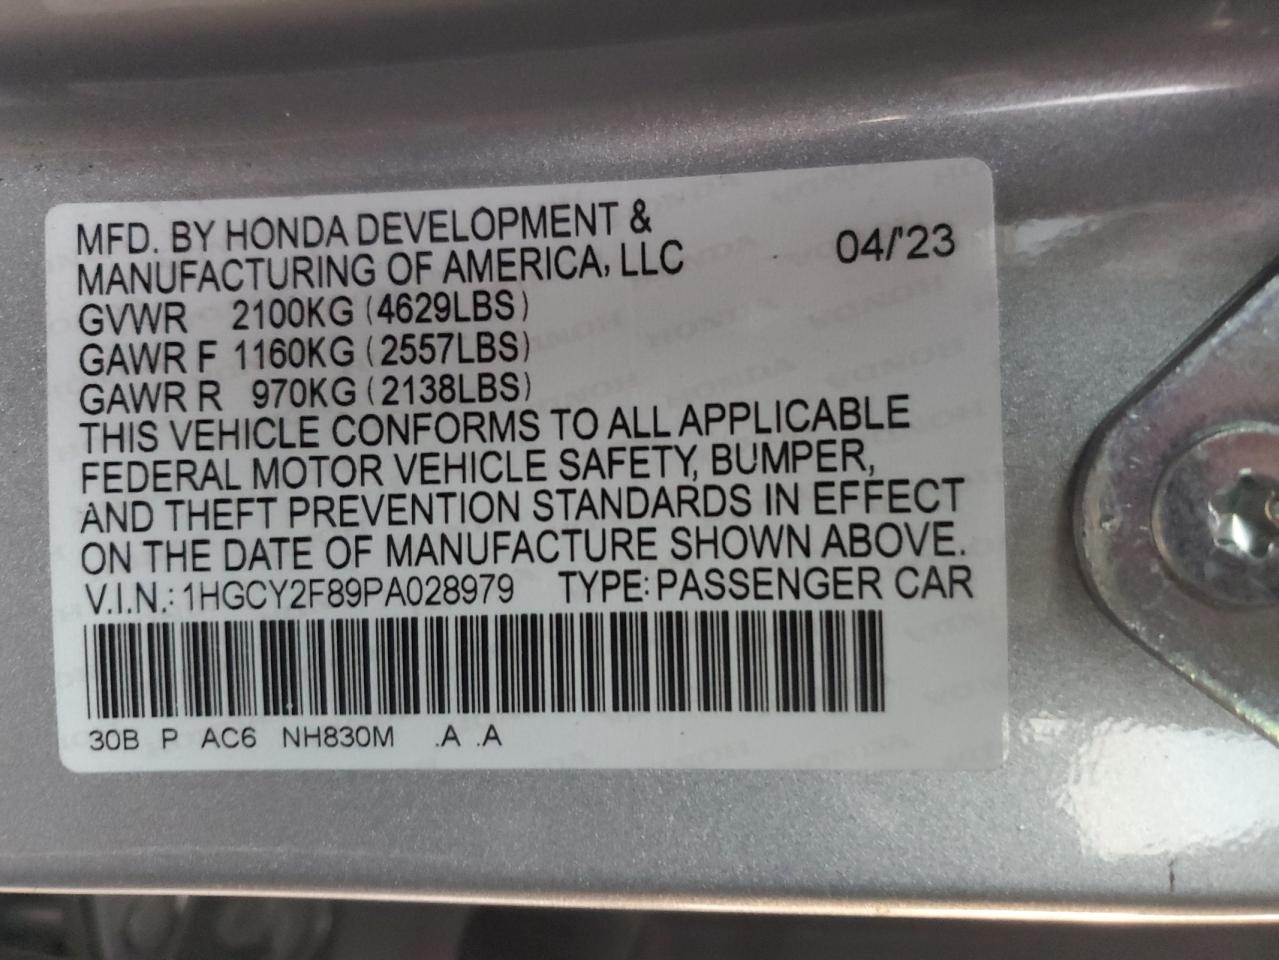 MFD. BY HONDA DEVELOPMENT &
MANUFACTURING OF AMERICA, LLC 04/'23
GVWR 2100KG (4629LBS)
GAWR F 1160KG (2557LBS)
GAWR R 970KG (2138LBS)
THIS VEHICLE CONFORMS TO ALL APPLICABLE
FEDERAL MOTOR VEHICLE SAFETY, BUMPER,
AND THEFT PREVENTION STANDARDS IN EFFECT
ON THE DATE OF MANUFACTURE SHOWN ABOVE.
V.I.N.: 1HGCY2F89PA028979 TYPE: PASSENGER CAR
30B P AC6 NH830M .A .A